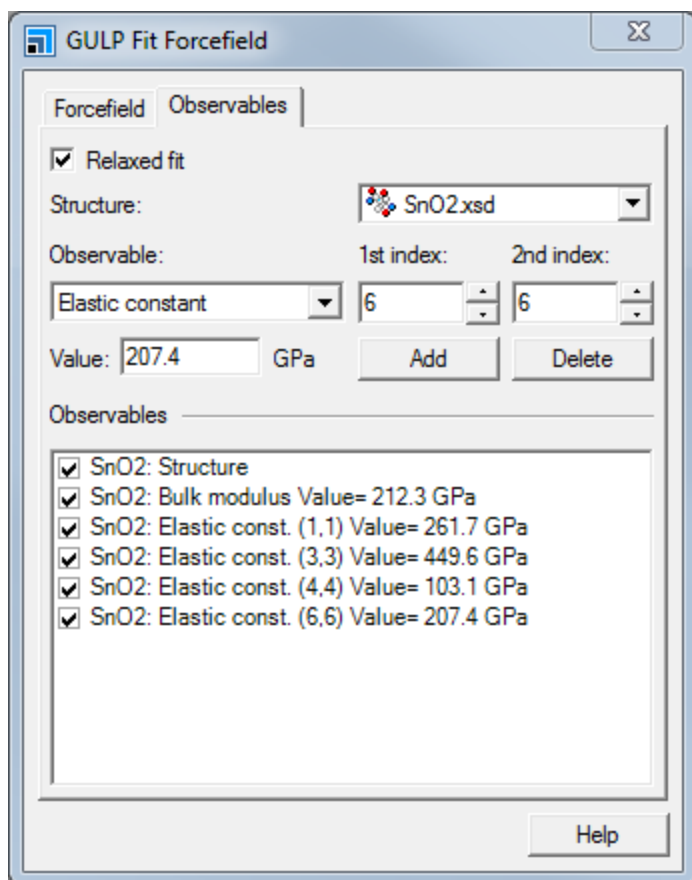 GULP Fit Forcefield
Forcefield Observables
Relaxed fit
Structure: SnO2.xsd
Observable: 1st index: 2nd index:
Elastic constant 6 6
Value: 207.4 GPa Add Delete
Observables
SnO2: Structure
SnO2: Bulk modulus Value= 212.3 GPa
SnO2: Elastic const. (1,1) Value= 261.7 GPa
SnO2: Elastic const. (3,3) Value= 449.6 GPa
SnO2: Elastic const. (4,4) Value= 103.1 GPa
SnO2: Elastic const. (6,6) Value= 207.4 GPa
Help